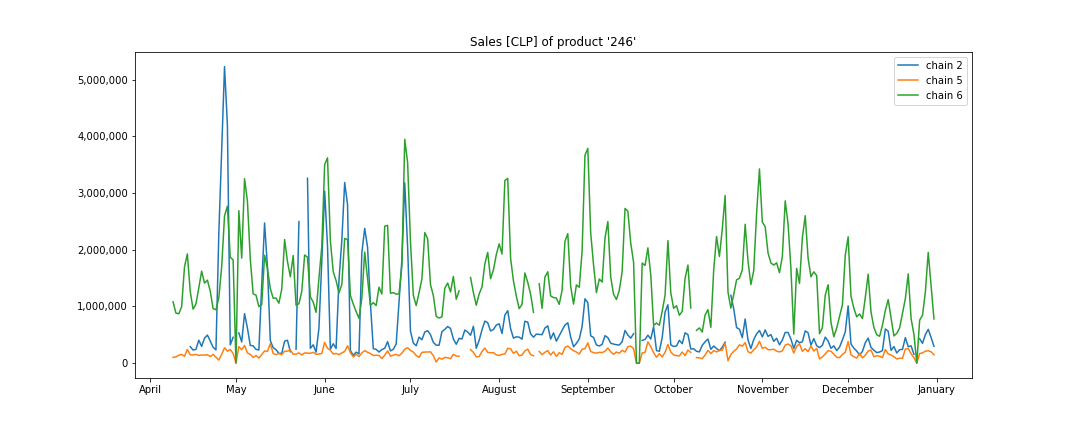 Sales [CLP] of product '246'
chain 2
chain 5
chain 6
5,000,000
4,000,000
3,000,000
2,000,000
1,000,000
0
April May June July August September October November December January